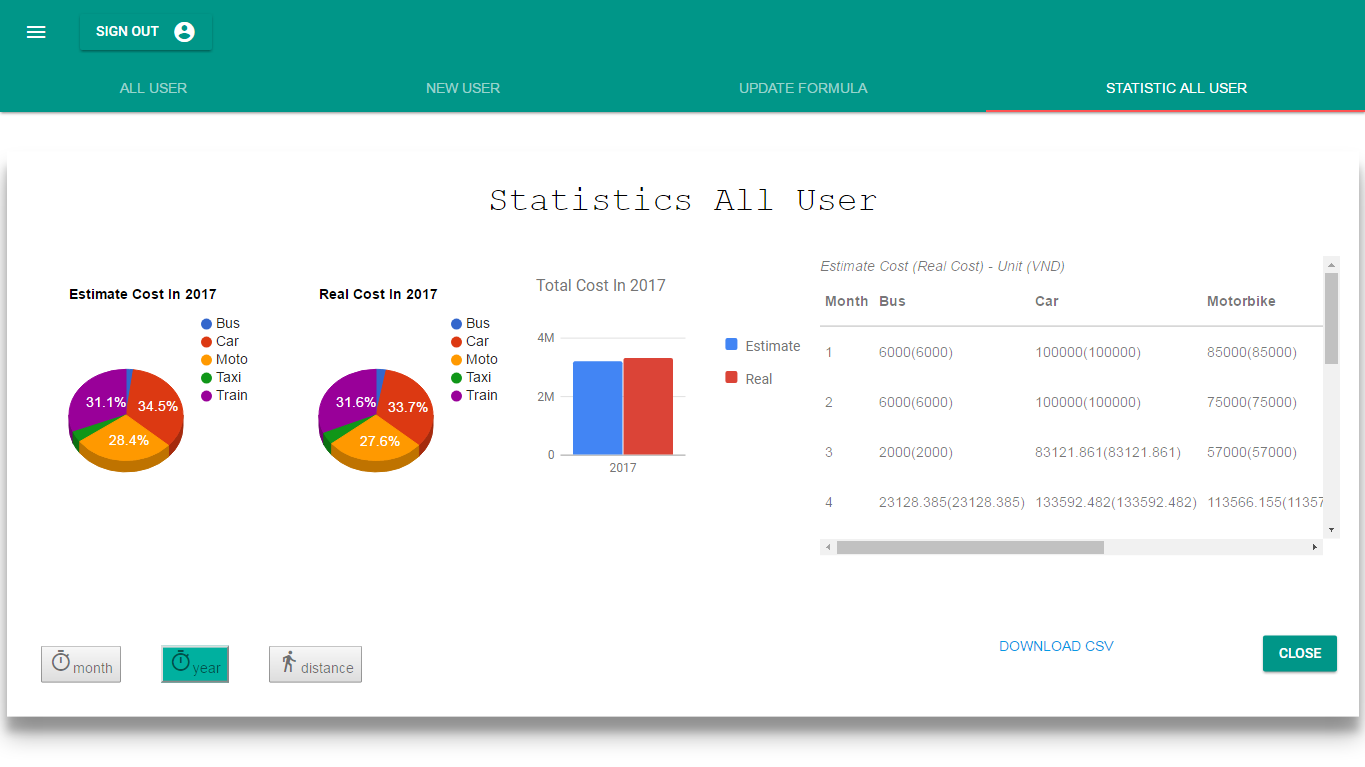 SIGN OUT
ALL USER
NEW USER
UPDATE FORMULA
STATISTIC ALL USER
Statistics All User
Estimate Cost In 2017
Bus
Car
Moto
Taxi
Train
31.1%
34.5%
28.4%
Real Cost In 2017
Bus
Car
Moto
Taxi
Train
31.6%
33.7%
27.6%
Total Cost In 2017
4M
2M
0
2017
Estimate
Real
Estimate Cost (Real Cost) - Unit (VND)
Month Bus Car Motorbike
1 6000(6000) 100000(100000) 85000(85000)
2 6000(6000) 100000(100000) 75000(75000)
3 2000(2000) 83121.861(83121.861) 57000(57000)
4 23128.385(23128.385) 133592.482(133592.482) 113566.155(11357
month
year
distance
DOWNLOAD CSV
CLOSE